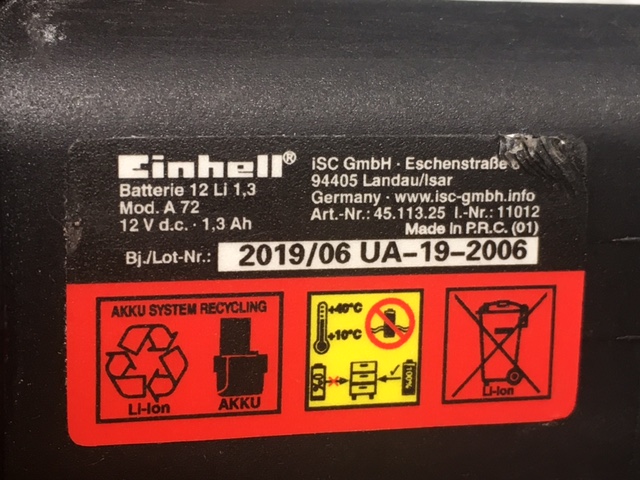 Einhell®
Batterie 12 Li 1,3
Mod. A 72
12 V d.c. · 1,3 Ah
iSC GmbH · Eschenstraße
94405 Landau/Isar
Germany · www.isc-gmbh.info
Art.-Nr.: 45.113.25 I.-Nr.: 11012
Made in P.R.C. (01)
Bj./Lot-Nr.: 2019/06 UA-19-2006
AKKU SYSTEM RECYCLING
Li-Ion
AKKU
+40°C
+10°C
0%
100%
Li-Ion